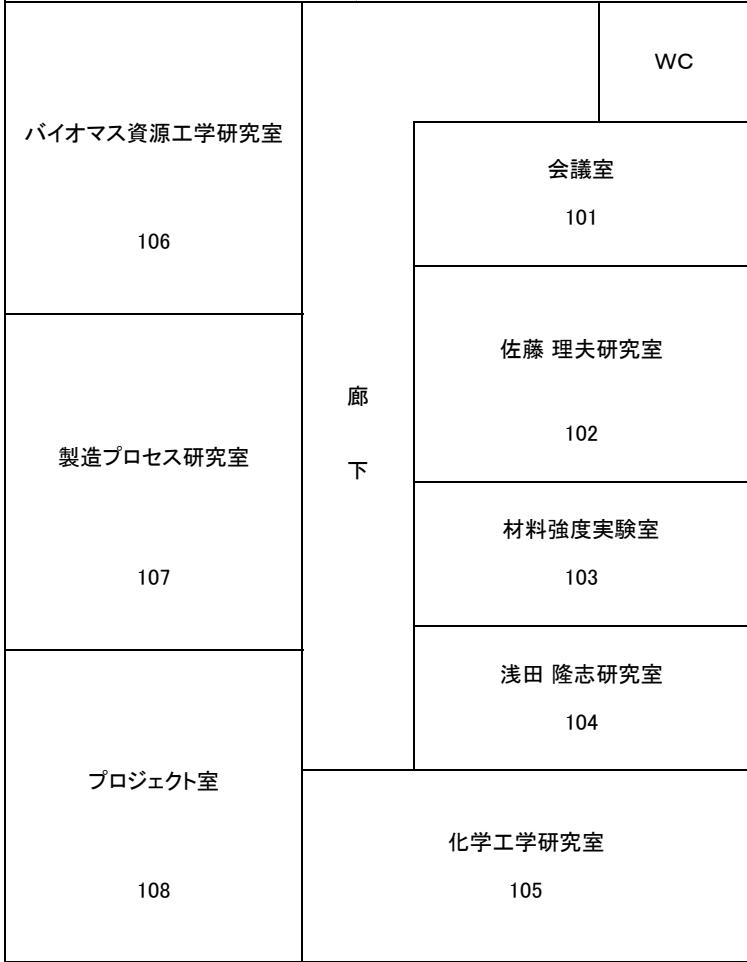 WC
バイオマス資源工学研究室
106
会議室
101
佐藤 理夫研究室
102
廊
下
製造プロセス研究室
107
材料強度実験室
103
浅田 隆志研究室
104
プロジェクト室
108
化学工学研究室
105